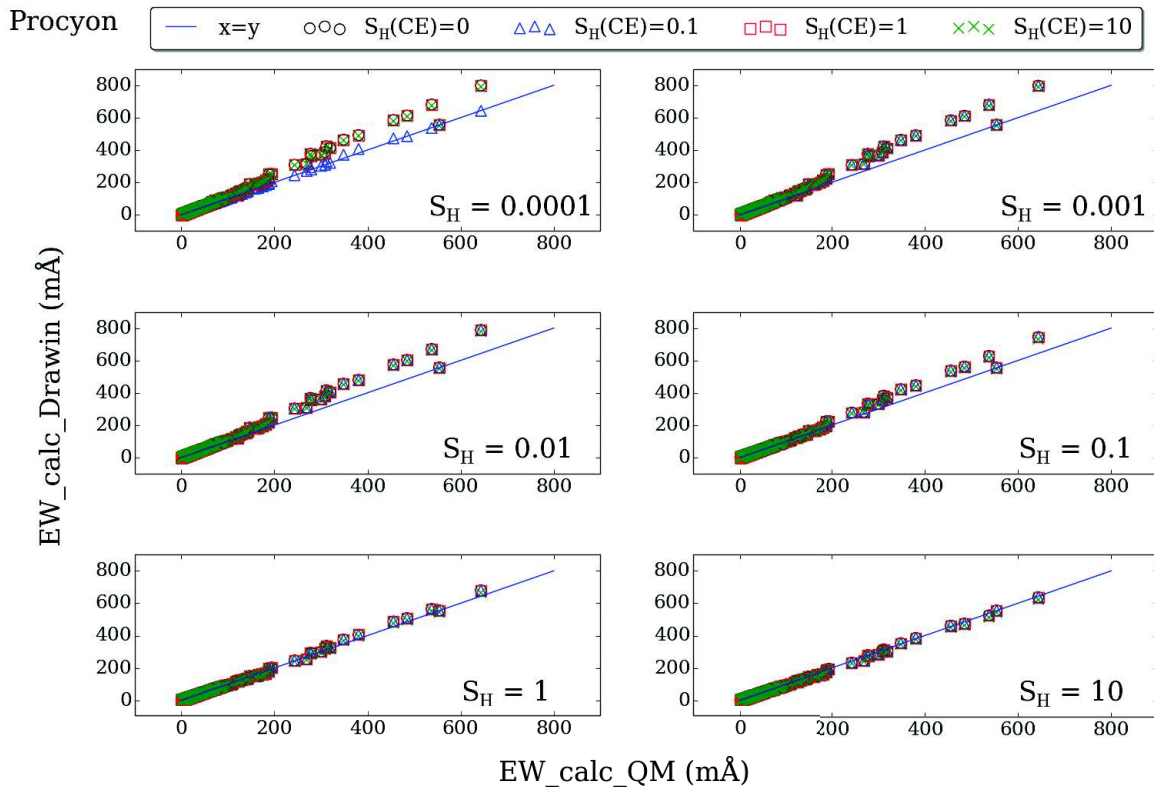 Procyon
x=y S_H(CE)=0 S_H(CE)=0.1 S_H(CE)=1 S_H(CE)=10
EW_calc_Drawin (mÅ)
800
600
400
200
0
0 200 400 600 800
S_H = 0.0001
800
600
400
200
0
0 200 400 600 800
S_H = 0.001
800
600
400
200
0
0 200 400 600 800
S_H = 0.01
800
600
400
200
0
0 200 400 600 800
S_H = 0.1
800
600
400
200
0
0 200 400 600 800
S_H = 1
800
600
400
200
0
0 200 400 600 800
S_H = 10
EW_calc_QM (mÅ)